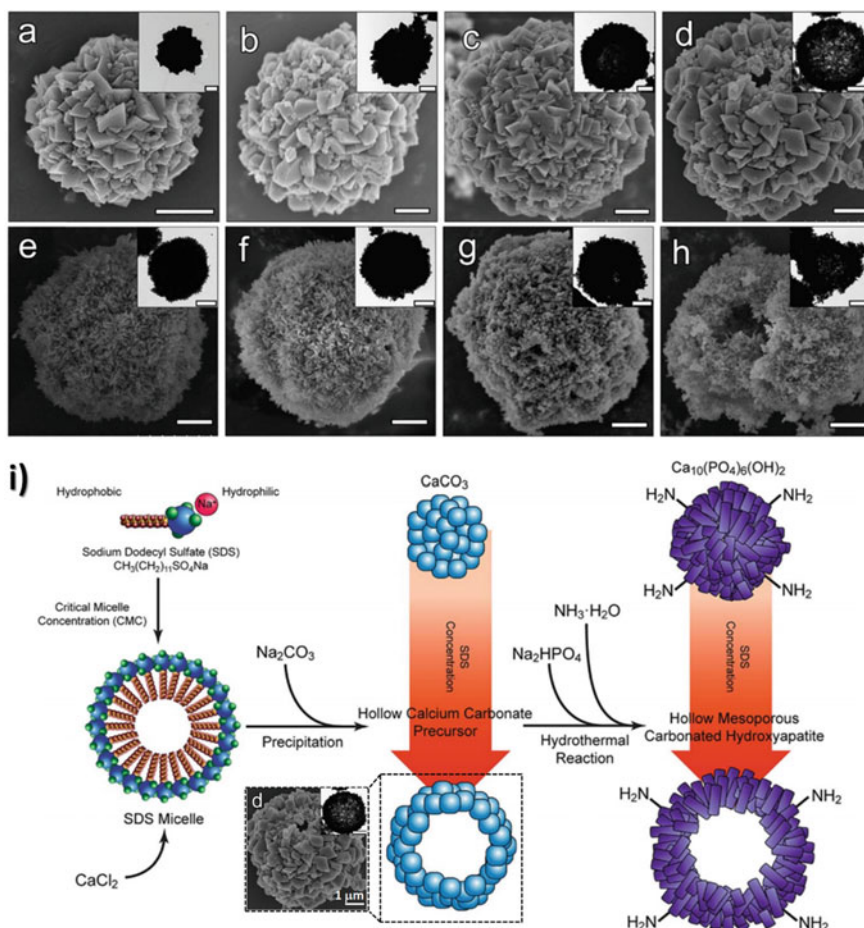 a
b
c
d
e
f
g
h
i)
Hydrophobic
Na⁺
Hydrophilic
Sodium Dodecyl Sulfate (SDS)
CH₃(CH₂)₁₁SO₄Na
Critical Micelle
Concentration (CMC)
SDS Micelle
CaCl₂
Na₂CO₃
Precipitation
CaCO₃
SDS
Concentration
Hollow Calcium Carbonate
Precursor
d
1 μm
NH₃·H₂O
Na₂HPO₄
Hydrothermal
Reaction
Ca₁₀(PO₄)₆(OH)₂
H₂N
NH₂
H₂N
NH₂
SDS
Concentration
Hollow Mesoporous
Carbonated Hydroxyapatite
H₂N
NH₂
H₂N
NH₂